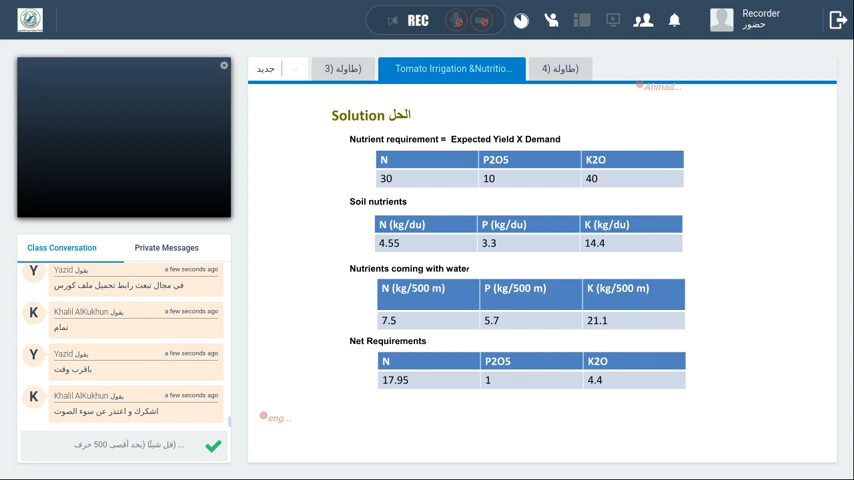 REC
Recorder
حضور
جديد
طاولة (3)
Tomato Irrigation &Nutritio...
طاولة (4)
Ahmad...
Solution الحل
Nutrient requirement = Expected Yield X Demand
N P2O5 K2O
30 10 40
Soil nutrients
N (kg/du) P (kg/du) K (kg/du)
4.55 3.3 14.4
Nutrients coming with water
N (kg/500 m) P (kg/500 m) K (kg/500 m)
7.5 5.7 21.1
Net Requirements
N P2O5 K2O
17.95 1 4.4
eng...
Class Conversation Private Messages
Y Yazid يقول a few seconds ago
في مجال تبعت رابط تحميل ملف كورس
K Khalil AlKukhun يقول a few seconds ago
تمام
Y Yazid يقول a few seconds ago
باقرب وقت
K Khalil AlKukhun يقول a few seconds ago
اشكرك و اعتذر عن سوء الصوت
قل شيئًا (بحد أقصى 500 حرف) ...